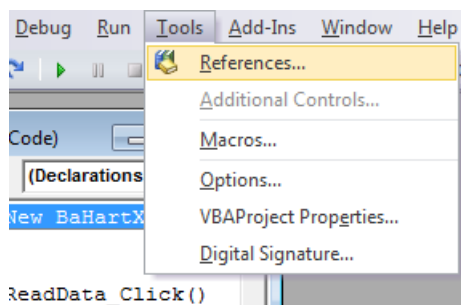 Debug Run Tools Add-Ins Window Help
References...
Additional Controls...
Code)
Macros...
(Declarations
Options...
New BaHartX
VBAProject Properties...
Digital Signature...
ReadData_Click()